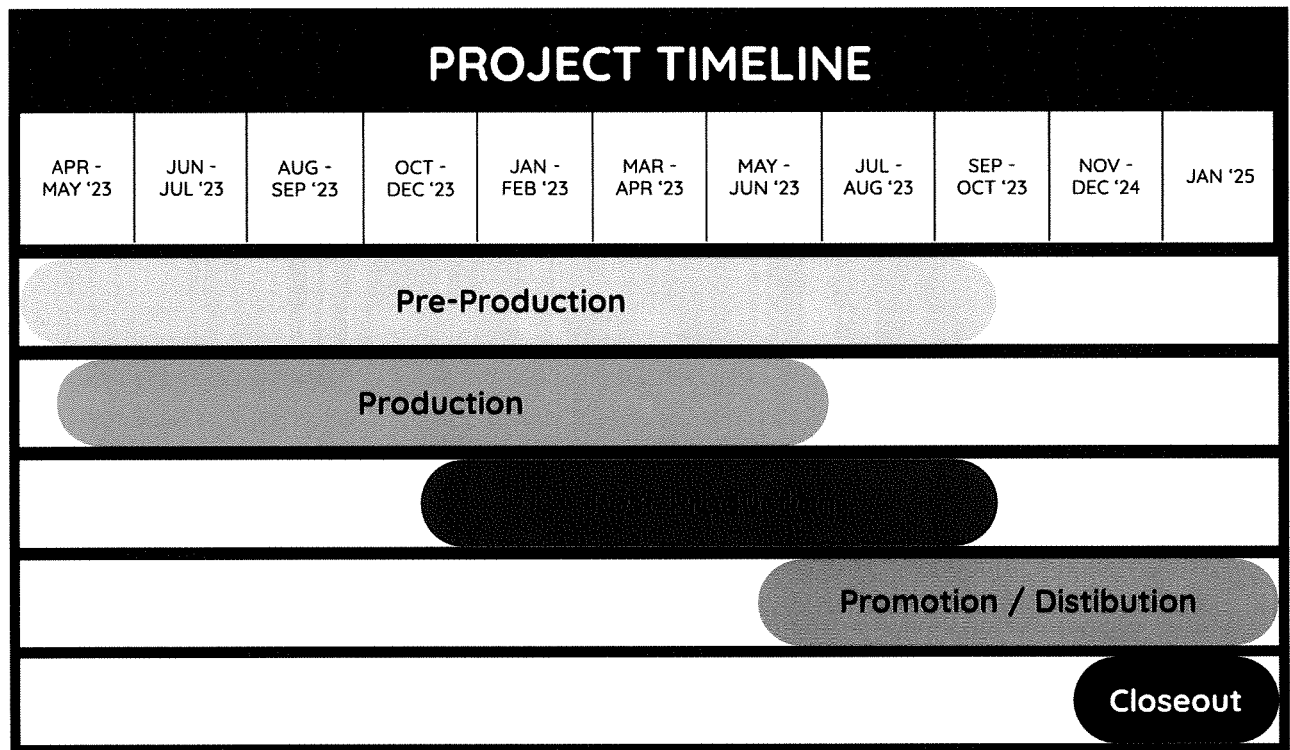 PROJECT TIMELINE
APR - MAY ‘23
JUN - JUL ‘23
AUG - SEP ‘23
OCT - DEC ‘23
JAN - FEB ‘23
MAR - APR ‘23
MAY - JUN ‘23
JUL - AUG ‘23
SEP - OCT ‘23
NOV - DEC ‘24
JAN ‘25
Pre-Production
Production
Promotion / Distibution
Closeout